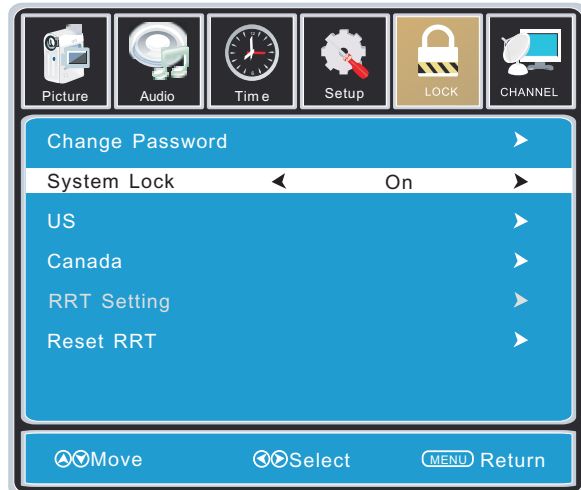 Picture Audio Time Setup LOCK CHANNEL
Change Password
System Lock On
US
Canada
RRT Setting
Reset RRT
Move Select MENU Return